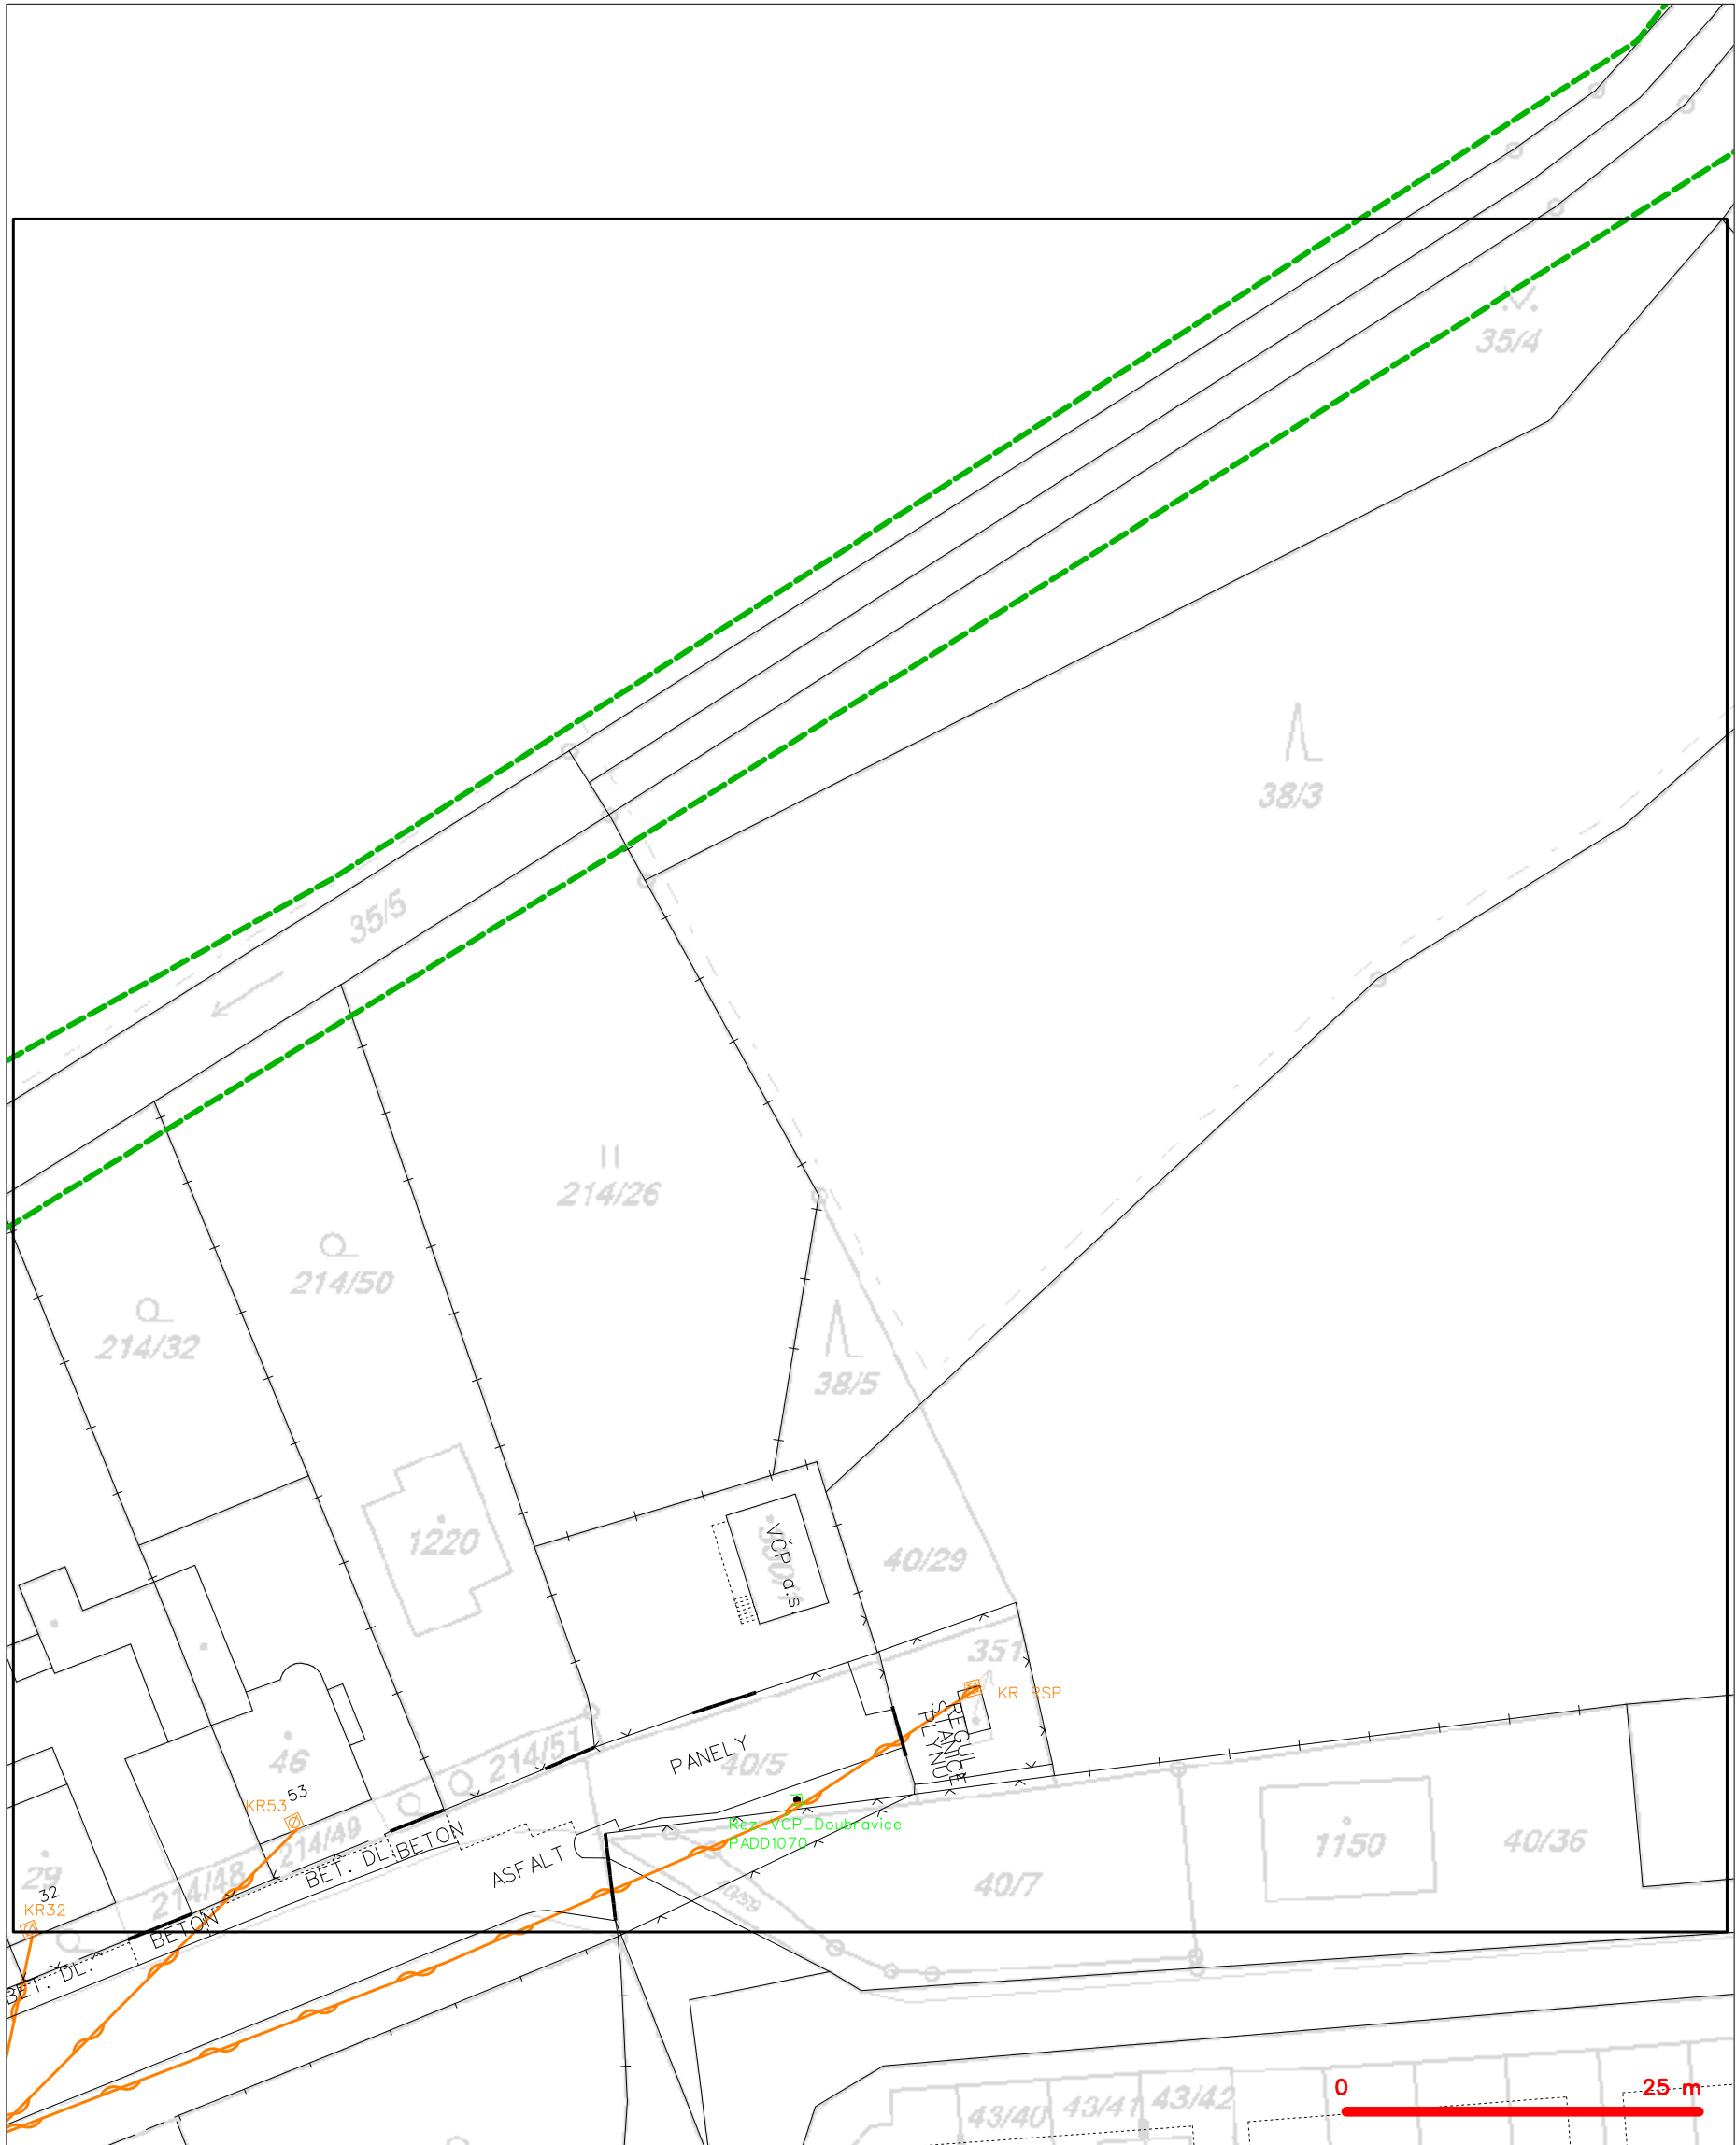 35/4
38/3
35/5
214/26
214/50
214/32
38/5
1220
VČP a.s.
40/29
351
KR_RSP
REGULCE
STANICE
PLYNU
214/51
PANELY
40/5
46
53
KR53
Rez_VCP_Doubravice
PADD1070
214/49
BET. DL.
BETON
ASFALT
1150
40/36
29
32
KR32
214/48
BETON
40/59
40/7
BET. DL.
0
25 m
43/40
43/41
43/42